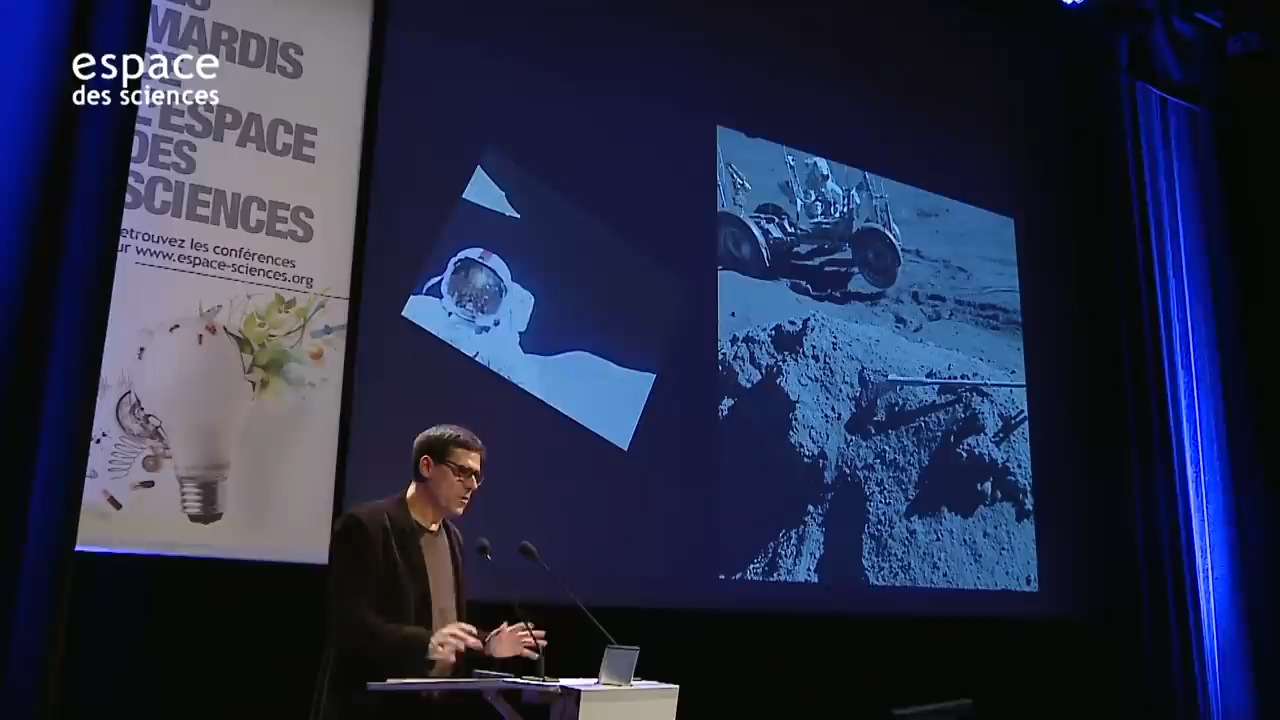 espace
des sciences
MARDIS
L'ESPACE
DES
SCIENCES
etrouvez les conférences
ur www.espace-sciences.org